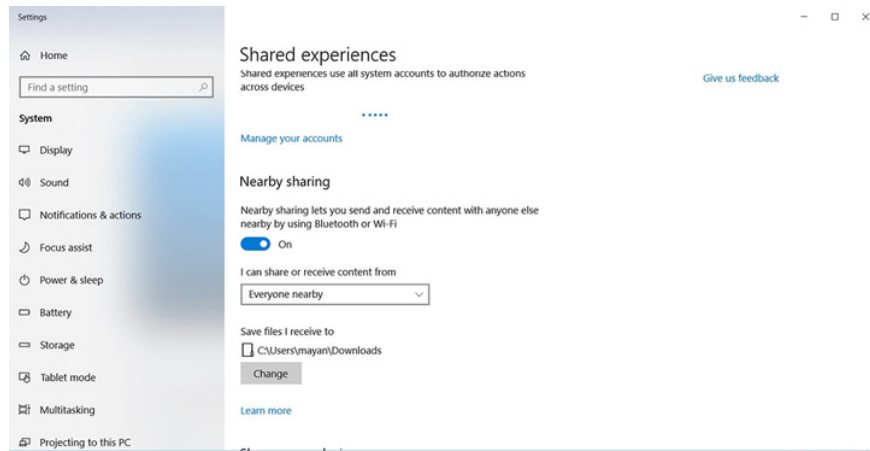 Settings
Home
Find a setting
System
Display
Sound
Notifications & actions
Focus assist
Power & sleep
Battery
Storage
Tablet mode
Multitasking
Projecting to this PC
Shared experiences
Shared experiences use all system accounts to authorize actions
across devices
Manage your accounts
Nearby sharing
Nearby sharing lets you send and receive content with anyone else
nearby by using Bluetooth or Wi-Fi
On
I can share or receive content from
Everyone nearby
Save files I receive to
C:\Users\mayan\Downloads
Change
Learn more
Give us feedback